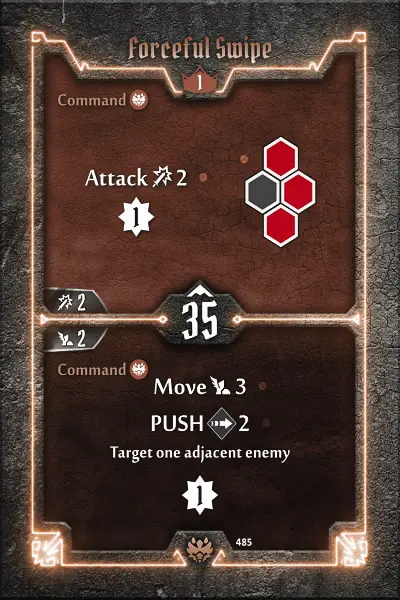 Forceful Swipe
1
Command
Attack 2
1
2
35
2
Command
Move 3
PUSH 2
Target one adjacent enemy
1
485